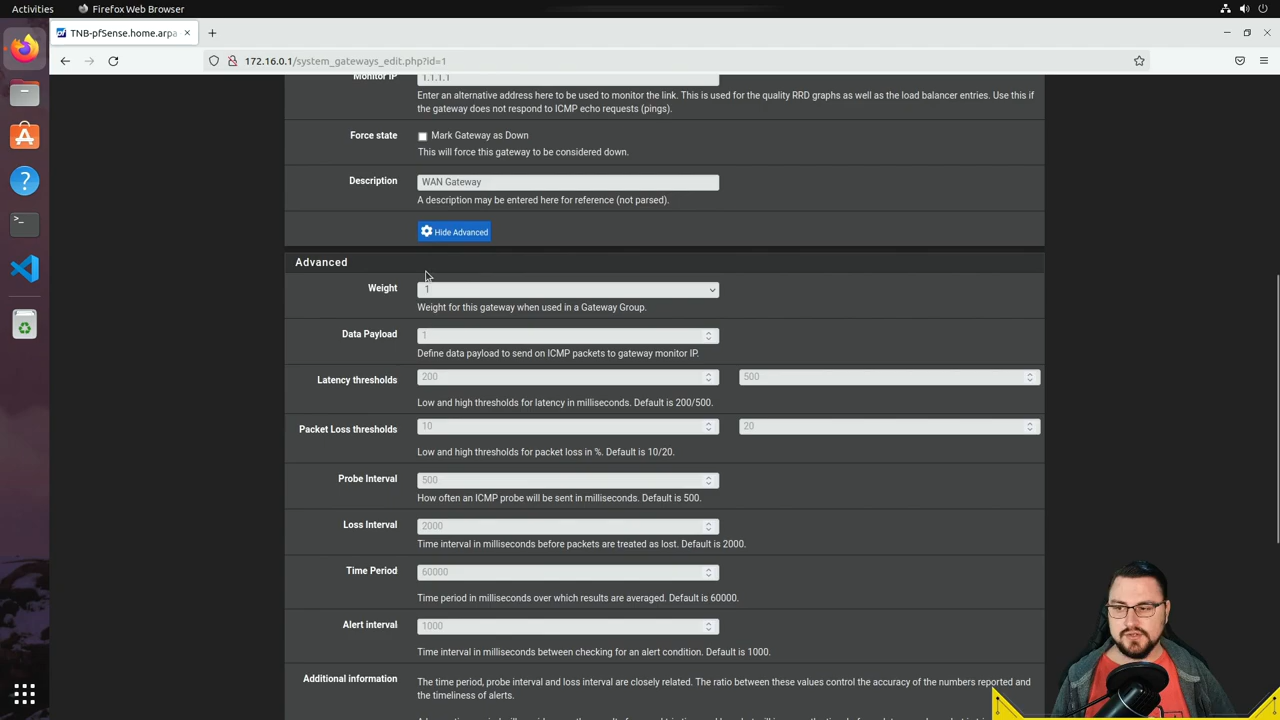 Activities
Firefox Web Browser
TNB-pfSense.home.arpa
172.16.0.1/system_gateways_edit.php?id=1
Monitor IP
1.1.1.1
Enter an alternative address here to be used to monitor the link. This is used for the quality RRD graphs as well as the load balancer entries. Use this if
the gateway does not respond to ICMP echo requests (pings).
Force state
Mark Gateway as Down
This will force this gateway to be considered down.
Description
WAN Gateway
A description may be entered here for reference (not parsed).
Hide Advanced
Advanced
Weight
1
Weight for this gateway when used in a Gateway Group.
Data Payload
1
Define data payload to send on ICMP packets to gateway monitor IP.
Latency thresholds
200
500
Low and high thresholds for latency in milliseconds. Default is 200/500.
Packet Loss thresholds
10
20
Low and high thresholds for packet loss in %. Default is 10/20.
Probe Interval
500
How often an ICMP probe will be sent in milliseconds. Default is 500.
Loss Interval
2000
Time interval in milliseconds before packets are treated as lost. Default is 2000.
Time Period
60000
Time period in milliseconds over which results are averaged. Default is 60000.
Alert interval
1000
Time interval in milliseconds between checking for an alert condition. Default is 1000.
Additional information
The time period, probe interval and loss interval are closely related. The ratio between these values control the accuracy of the numbers reported and
the timeliness of alerts.